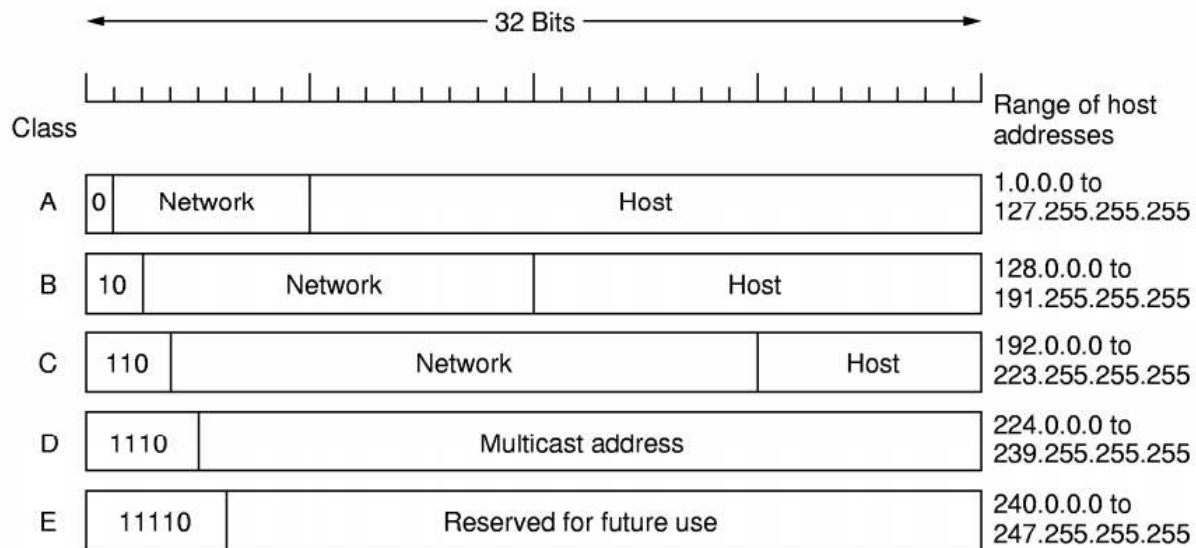 32 Bits
Class
Range of host
addresses
A
0
Network
Host
1.0.0.0 to
127.255.255.255
B
10
Network
Host
128.0.0.0 to
191.255.255.255
C
110
Network
Host
192.0.0.0 to
223.255.255.255
D
1110
Multicast address
224.0.0.0 to
239.255.255.255
E
11110
Reserved for future use
240.0.0.0 to
247.255.255.255